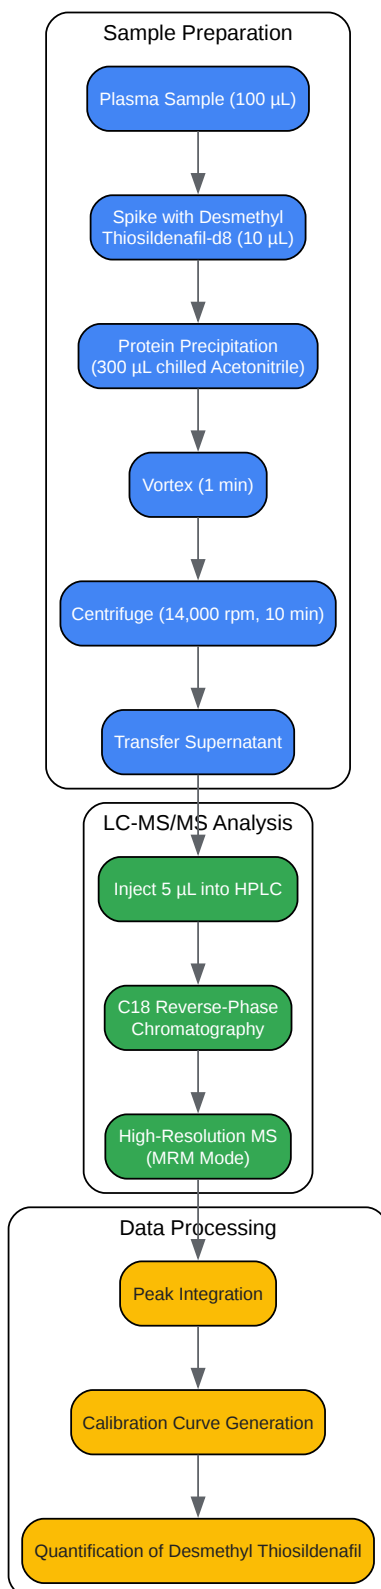 Sample Preparation
Plasma Sample (100 µL)
Spike with Desmethyl
Thiosildenafil-d8 (10 µL)
Protein Precipitation
(300 µL chilled Acetonitrile)
Vortex (1 min)
Centrifuge (14,000 rpm, 10 min)
Transfer Supernatant
LC-MS/MS Analysis
Inject 5 µL into HPLC
C18 Reverse-Phase
Chromatography
High-Resolution MS
(MRM Mode)
Data Processing
Peak Integration
Calibration Curve Generation
Quantification of Desmethyl Thiosildenafil